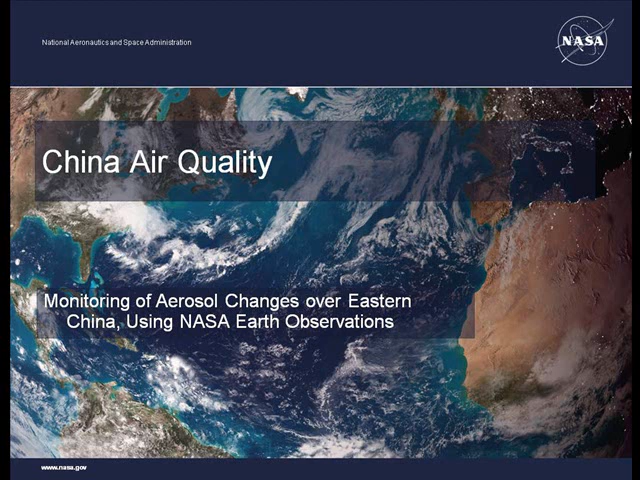 National Aeronautics and Space Administration
NASA
China Air Quality
Monitoring of Aerosol Changes over Eastern
China, Using NASA Earth Observations
www.nasa.gov